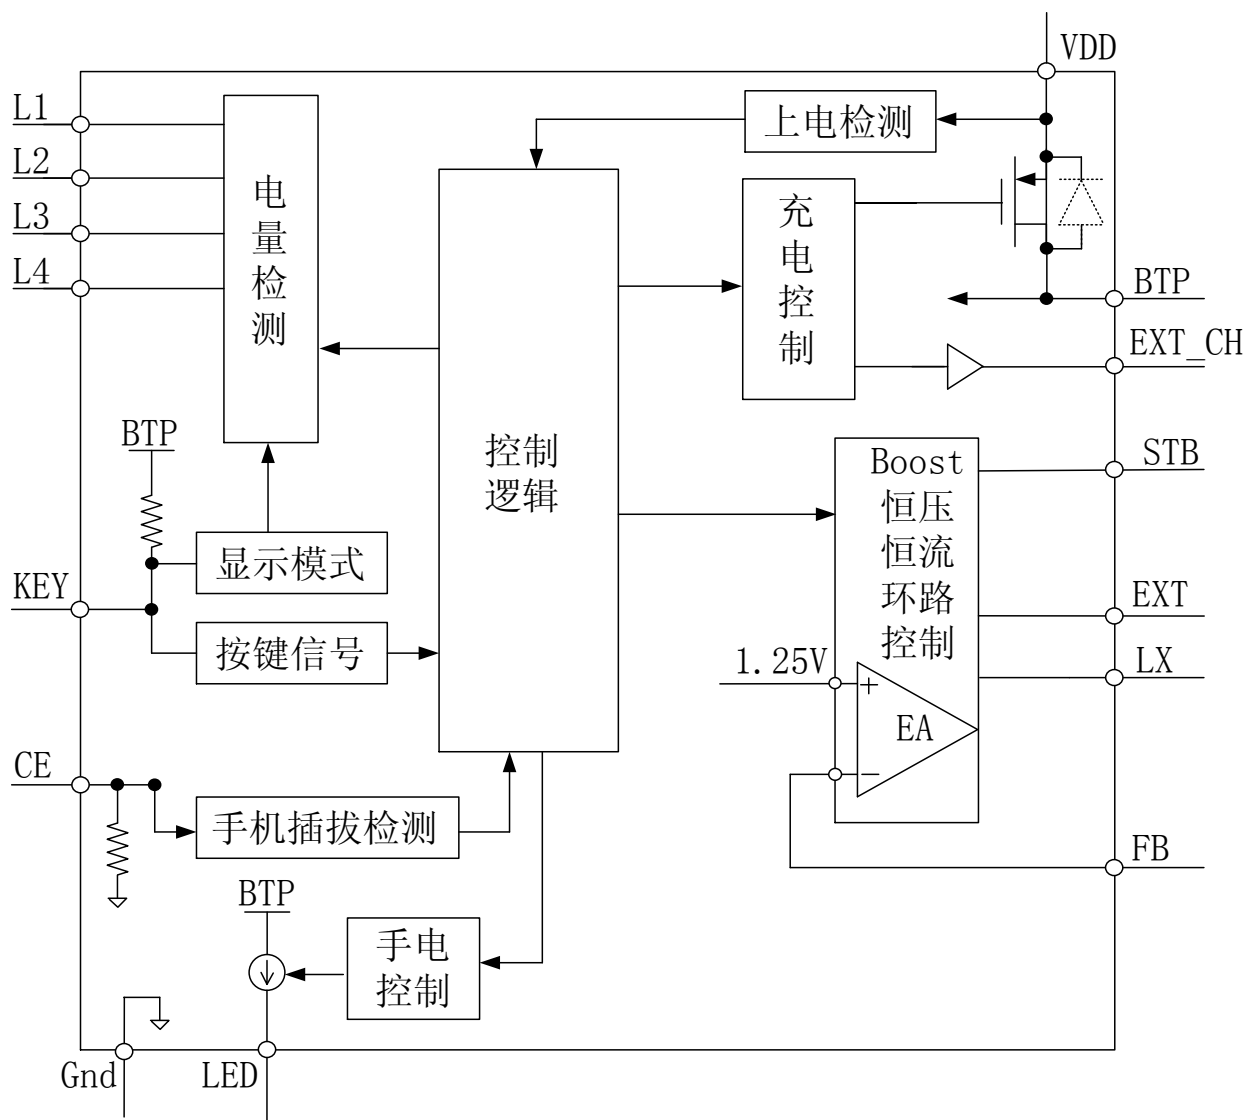 VDD
L1
上电检测
L2
L3
L4
电
量
检
测
充
电
控
制
BTP
EXT_CH
BTP
控制
逻辑
Boost
恒压
恒流
环路
控制
STB
显示模式
KEY
EXT
按键信号
1.25V
LX
+
EA
−
CE
手机插拔检测
FB
BTP
手电
控制
Gnd
LED